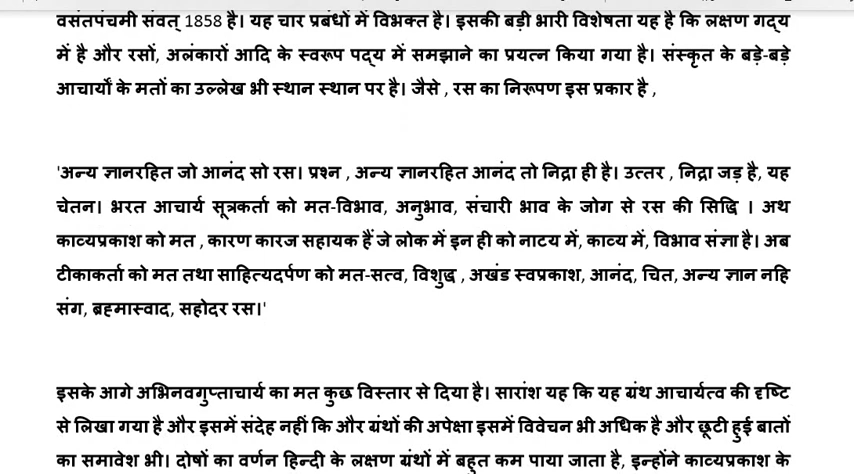 वसंतपंचमी संवत् 1858 है। यह चार प्रबंधों में विभक्त है। इसकी बड़ी भारी विशेषता यह है कि लक्षण गद्य
में है और रसों, अलंकारों आदि के स्वरूप पद्य में समझाने का प्रयत्न किया गया है। संस्कृत के बड़े-बड़े
आचार्यों के मतों का उल्लेख भी स्थान स्थान पर है। जैसे , रस का निरूपण इस प्रकार है ,
'अन्य ज्ञानरहित जो आनंद सो रस। प्रश्न , अन्य ज्ञानरहित आनंद तो निद्रा ही है। उत्तर , निद्रा जड़ है, यह
चेतन। भरत आचार्य सूत्रकर्ता को मत-विभाव, अनुभाव, संचारी भाव के जोग से रस की सिद्धि । अथ
काव्यप्रकाश को मत , कारण कारज सहायक हैं जे लोक में इन ही को नाटय में, काव्य में, विभाव संज्ञा है। अब
टीकाकर्ता को मत तथा साहित्यदर्पण को मत-सत्व, विशुद्ध , अखंड स्वप्रकाश, आनंद, चित, अन्य ज्ञान नहि
संग, ब्रह्मास्वाद, सहोदर रस।'
इसके आगे अभिनवगुप्ताचार्य का मत कुछ विस्तार से दिया है। सारांश यह कि यह ग्रंथ आचार्यत्व की दृष्टि
से लिखा गया है और इसमें संदेह नहीं कि और ग्रंथों की अपेक्षा इसमें विवेचन भी अधिक है और छूटी हुई बातों
का समावेश भी। दोषों का वर्णन हिन्दी के लक्षण ग्रंथों में बहुत कम पाया जाता है, इन्होंने काव्यप्रकाश के